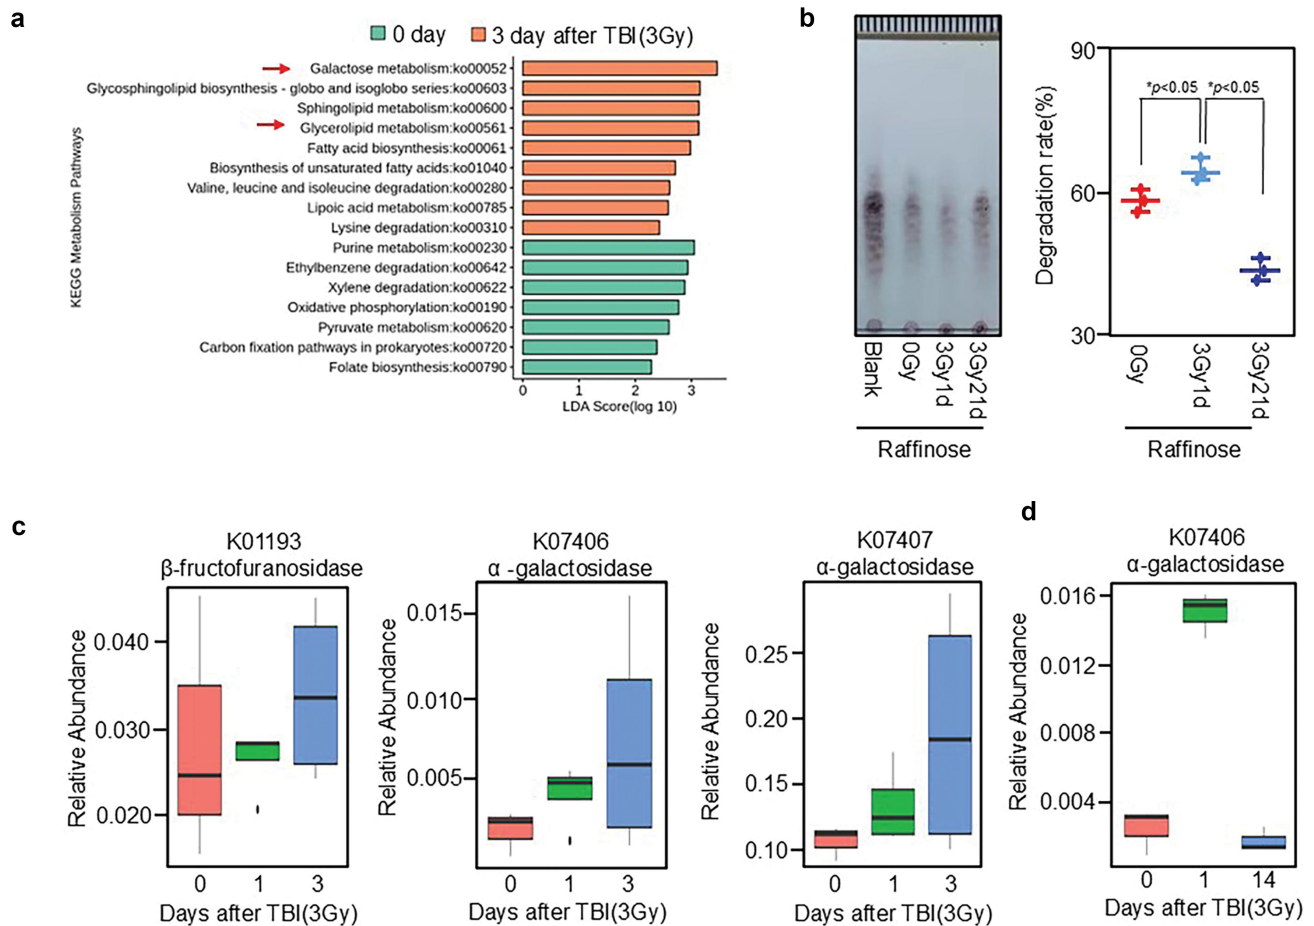 a
0 day
3 day after TBI(3Gy)
KEGG Metabolism Pathways
Galactose metabolism:ko00052
Glycosphingolipid biosynthesis - globo and isoglobo series:ko00603
Sphingolipid metabolism:ko00600
Glycerolipid metabolism:ko00561
Fatty acid biosynthesis:ko00061
Biosynthesis of unsaturated fatty acids:ko01040
Valine, leucine and isoleucine degradation:ko00280
Lipoic acid metabolism:ko00785
Lysine degradation:ko00310
Purine metabolism:ko00230
Ethylbenzene degradation:ko00642
Xylene degradation:ko00622
Oxidative phosphorylation:ko00190
Pyruvate metabolism:ko00620
Carbon fixation pathways in prokaryotes:ko00720
Folate biosynthesis:ko00790
0 1 2 3
LDA Score(log 10)
b
Blank
0Gy
3Gy1d
3Gy21d
Raffinose
Degradation rate(%)
90
60
30
*p<0.05
*p<0.05
0Gy
3Gy1d
3Gy21d
Raffinose
c
K01193
β-fructofuranosidase
Relative Abundance
0.040
0.030
0.020
0 1 3
Days after TBI(3Gy)
K07406
α -galactosidase
Relative Abundance
0.015
0.010
0.005
0 1 3
Days after TBI(3Gy)
K07407
α-galactosidase
Relative Abundance
0.25
0.20
0.15
0.10
0 1 3
Days after TBI(3Gy)
d
K07406
α-galactosidase
Relative Abundance
0.016
0.012
0.008
0.004
0 1 14
Days after TBI(3Gy)